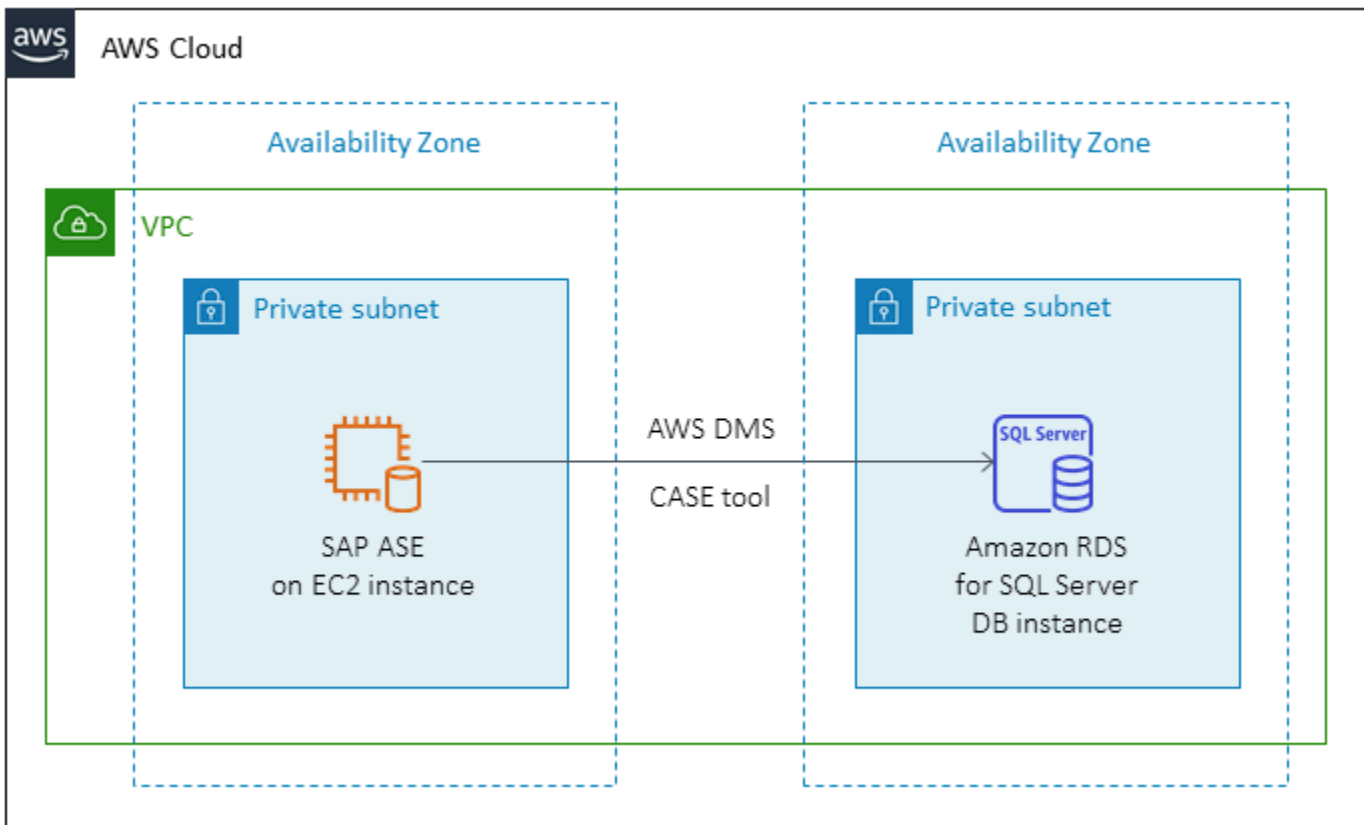 aws
AWS Cloud
Availability Zone
Availability Zone
VPC
Private subnet
Private subnet
AWS DMS
CASE tool
SQL Server
SAP ASE
on EC2 instance
Amazon RDS
for SQL Server
DB instance